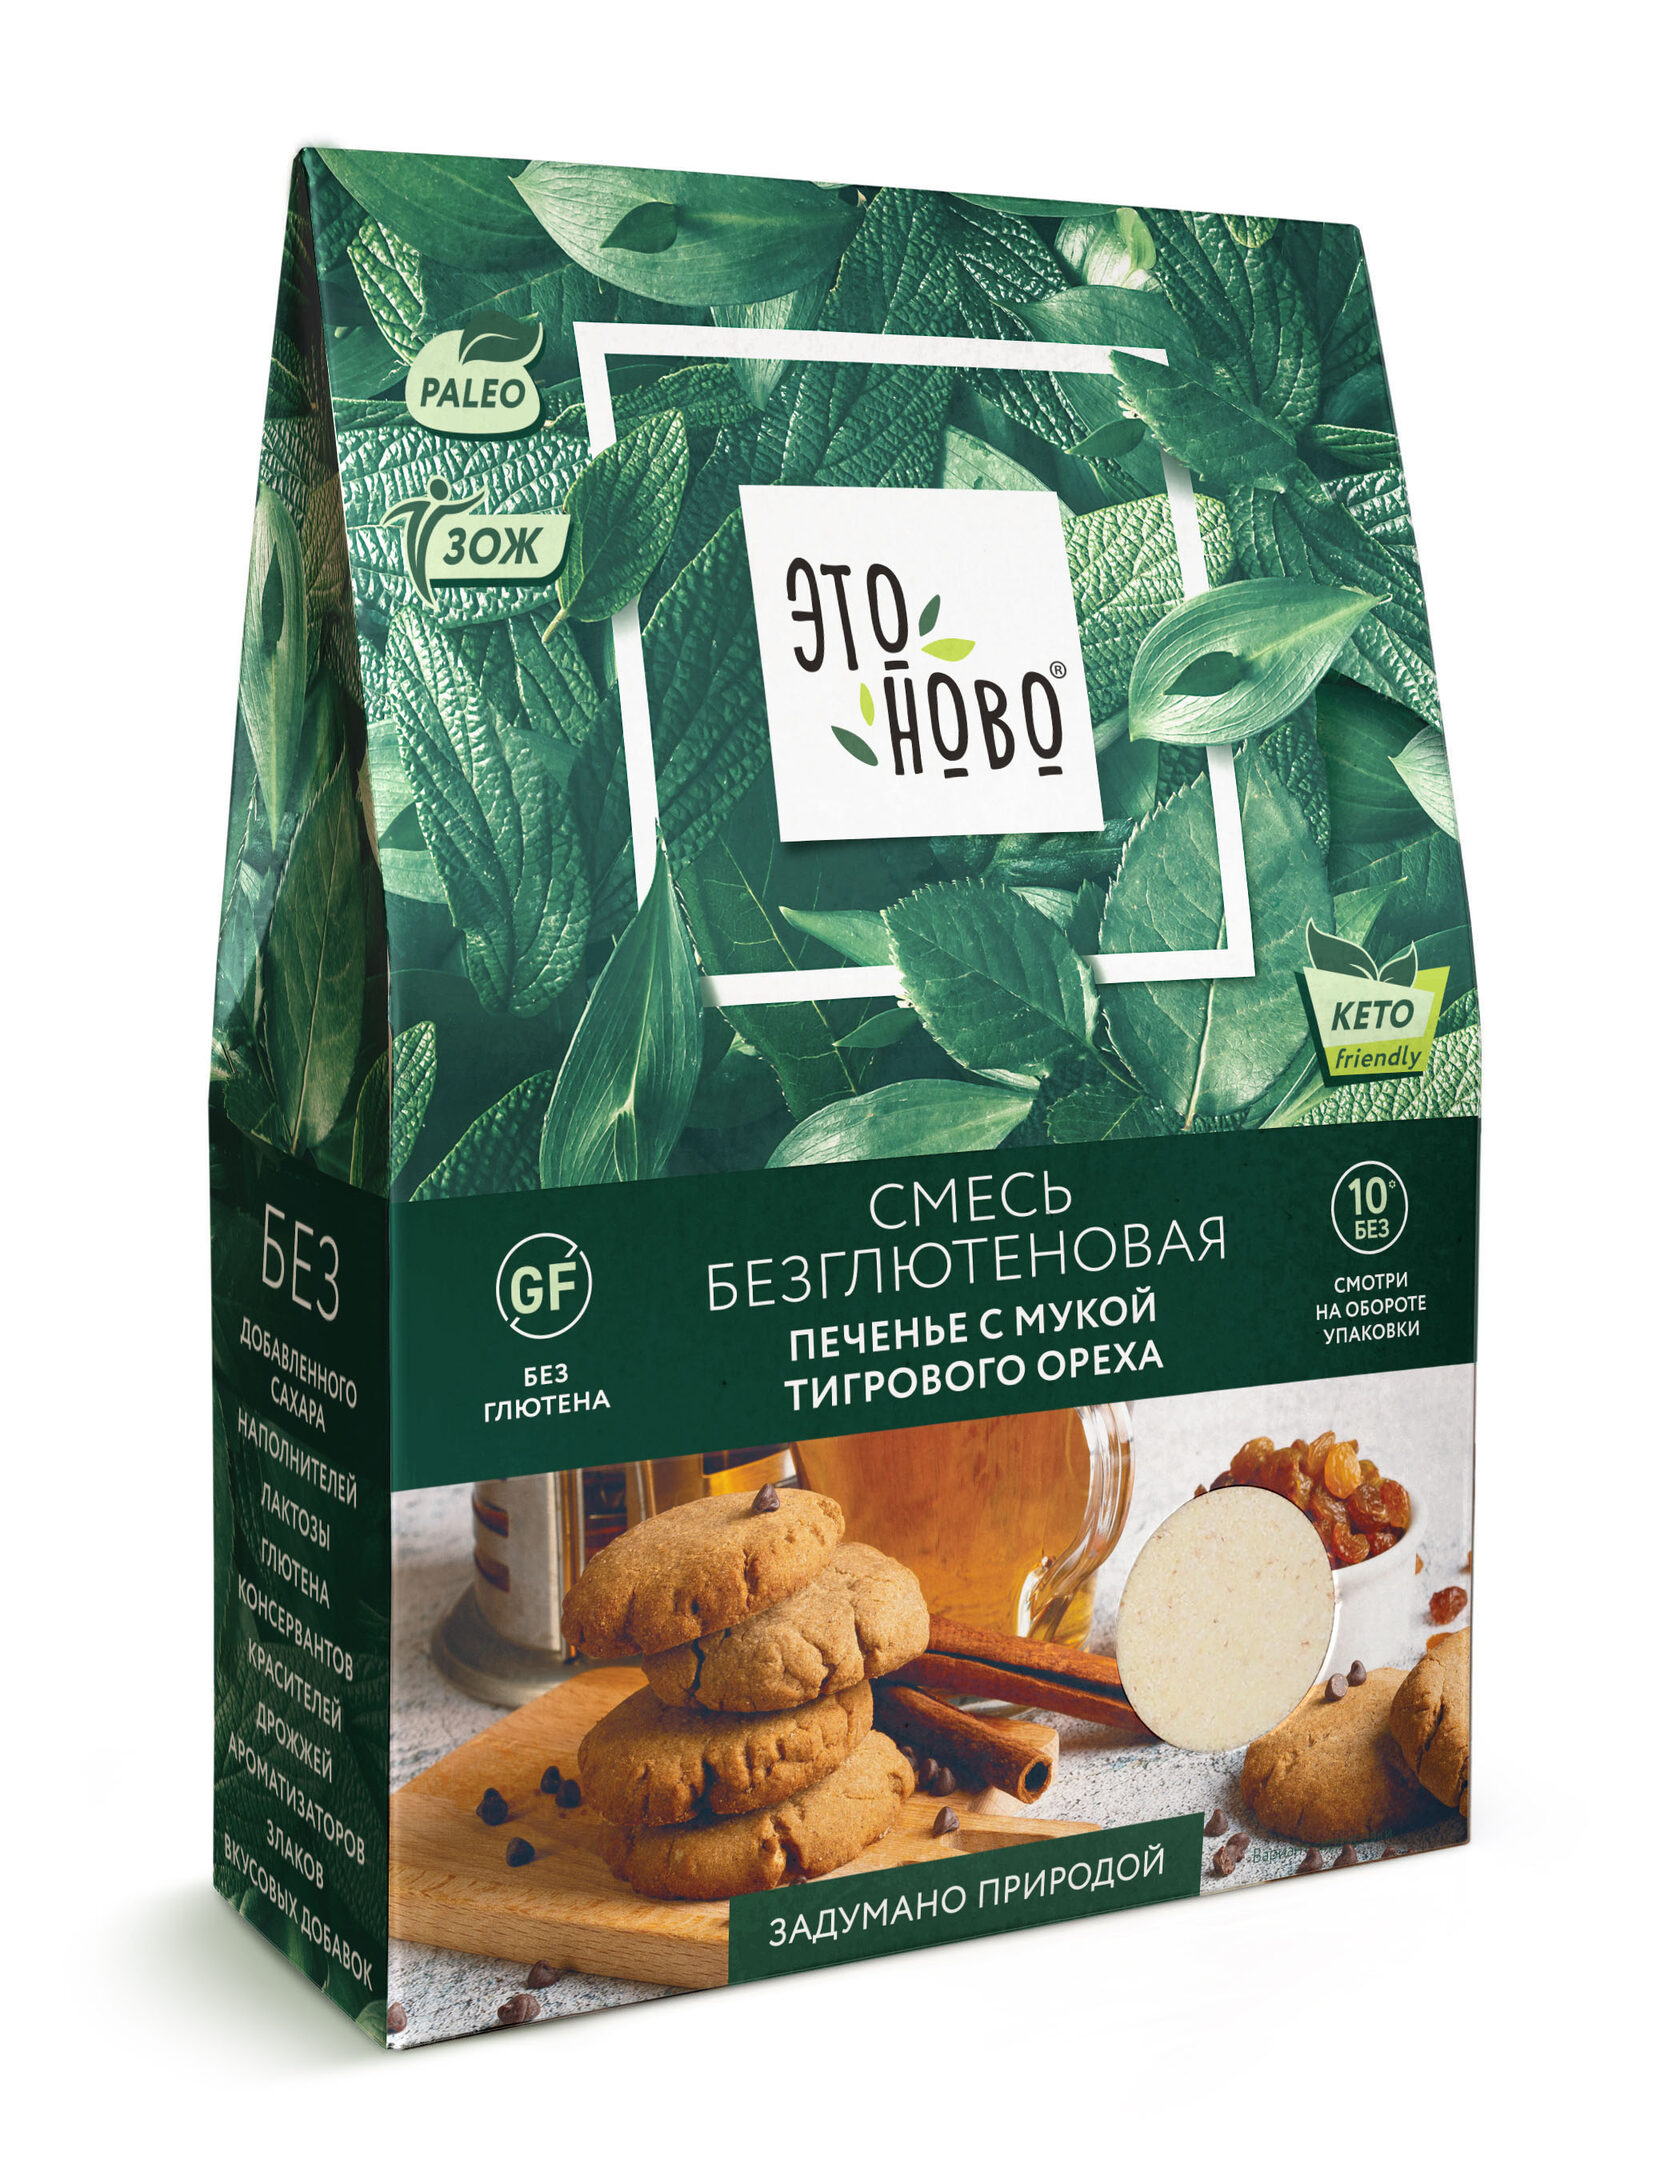 PALEO
ЗОЖ
ЭТО
НОВО®
KETO
friendly
СМЕСЬ
БЕЗГЛЮТЕНОВАЯ
ПЕЧЕНЬЕ С МУКОЙ
ТИГРОВОГО ОРЕХА
GF
БЕЗ
ГЛЮТЕНА
10*
БЕЗ
СМОТРИ
НА ОБОРОТЕ
УПАКОВКИ
ЗАДУМАНО ПРИРОДОЙ
БЕЗ
ДОБАВЛЕННОГО
САХАРА
НАПОЛНИТЕЛЕЙ
ЛАКТОЗЫ
ГЛЮТЕНА
КОНСЕРВАНТОВ
КРАСИТЕЛЕЙ
ДРОЖЖЕЙ
АРОМАТИЗАТОРОВ
ЗЛАКОВ
ВКУСОВЫХ ДОБАВОК